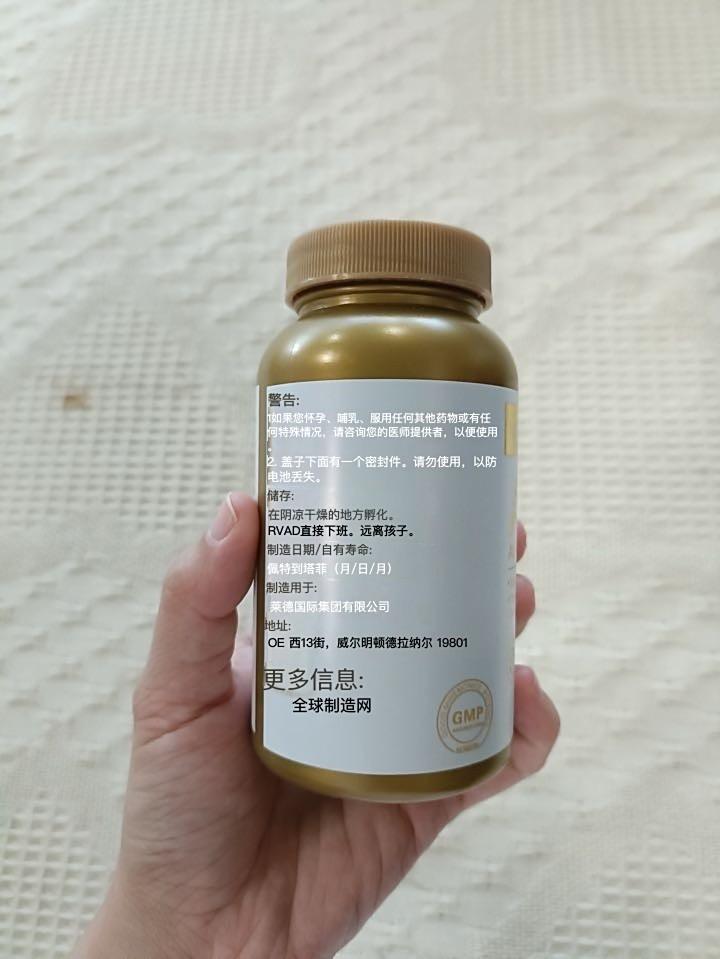 警告:
1如果您怀孕、哺乳、服用任何其他药物或有任
何特殊情况，请咨询您的医师提供者，以便使用
。
2. 盖子下面有一个密封件。请勿使用，以防
电池丢失。
储存:
在阴凉干燥的地方孵化。
RVAD直接下班。远离孩子。
制造日期/自有寿命:
佩特到塔菲（月/日/月）
制造用于:
莱德国际集团有限公司
地址:
OE 西13街，威尔明顿德拉纳尔 19801
更多信息:
全球制造网
GMP